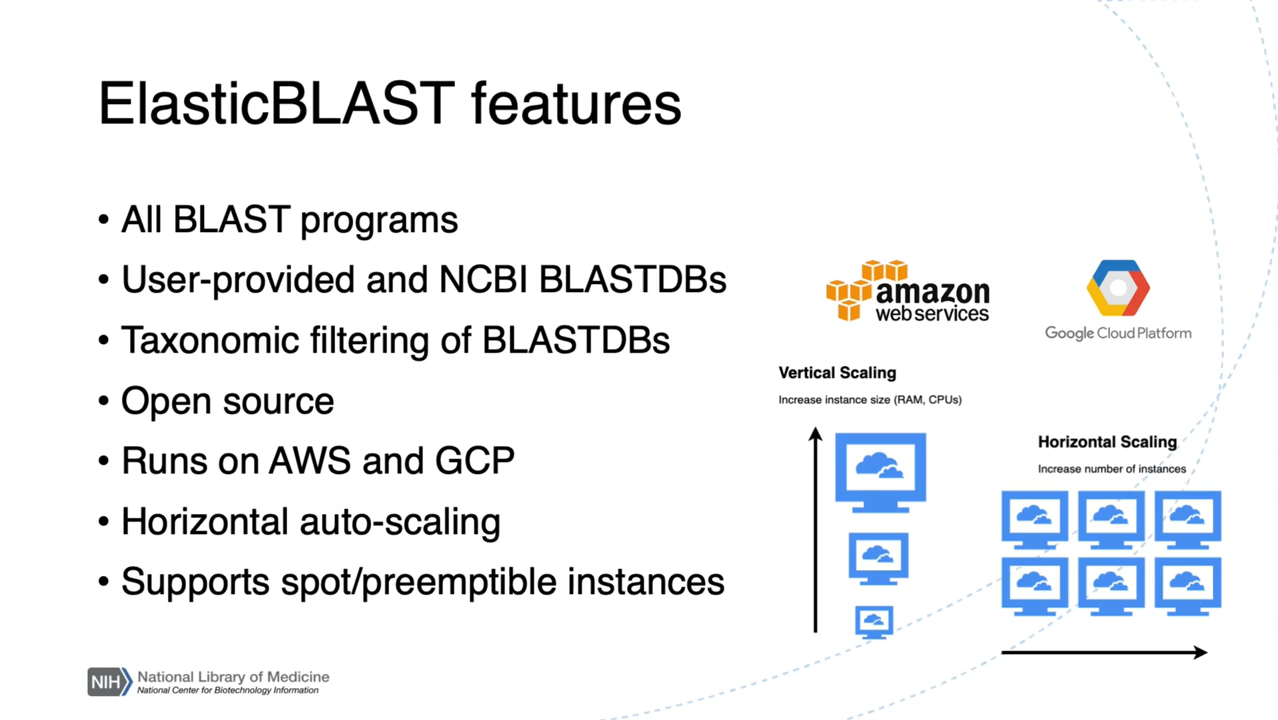 ElasticBLAST features
• All BLAST programs
• User-provided and NCBI BLASTDBs
• Taxonomic filtering of BLASTDBs
• Open source
• Runs on AWS and GCP
• Horizontal auto-scaling
• Supports spot/preemptible instances
amazon
web services
Google Cloud Platform
Vertical Scaling
Increase instance size (RAM, CPUs)
Horizontal Scaling
Increase number of instances
NIH
National Library of Medicine
National Center for Biotechnology Information